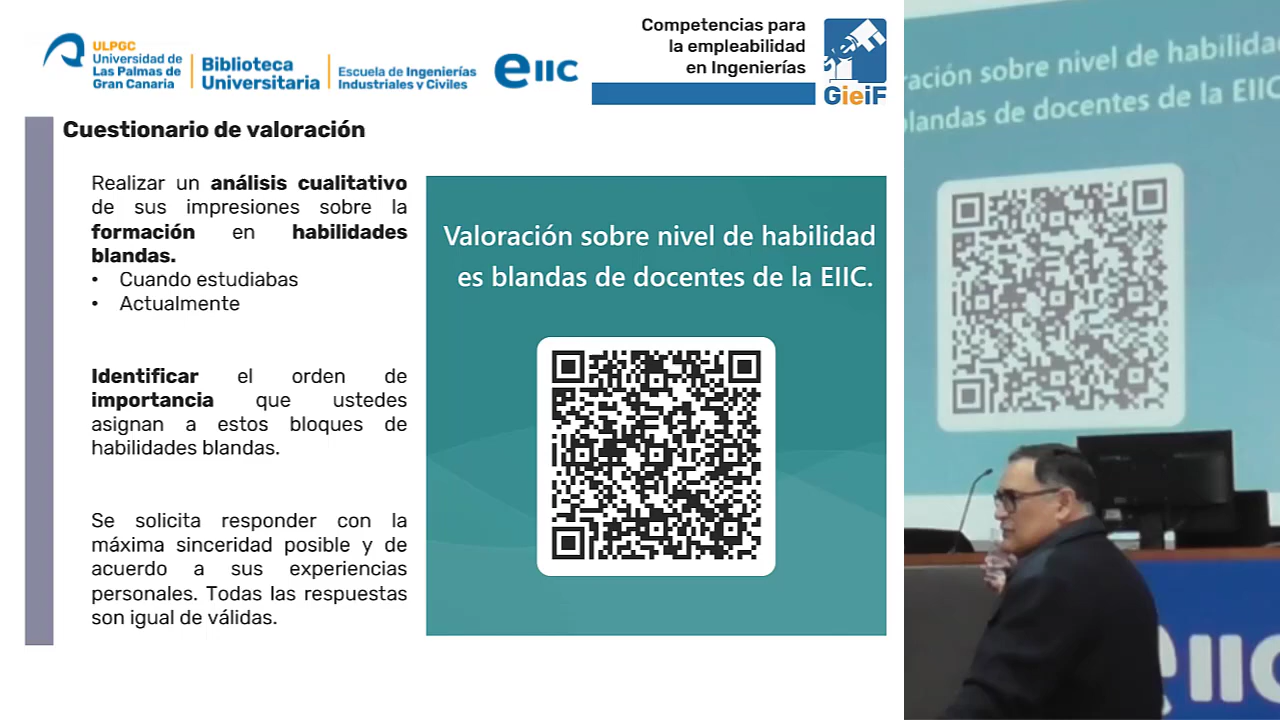 ULPGC
Universidad de
Las Palmas de
Gran Canaria
Biblioteca
Universitaria
Escuela de Ingenierías
Industriales y Civiles
eiic
Competencias para
la empleabilidad
en Ingenierías
GieiF
Cuestionario de valoración
Realizar un análisis cualitativo
de sus impresiones sobre la
formación en habilidades
blandas.
• Cuando estudiabas
• Actualmente
Identificar el orden de
importancia que ustedes
asignan a estos bloques de
habilidades blandas.
Se solicita responder con la
máxima sinceridad posible y de
acuerdo a sus experiencias
personales. Todas las respuestas
son igual de válidas.
Valoración sobre nivel de habilidad
es blandas de docentes de la EIIC.
ración sobre nivel de habilida
blandas de docentes de la EIIC
eiic